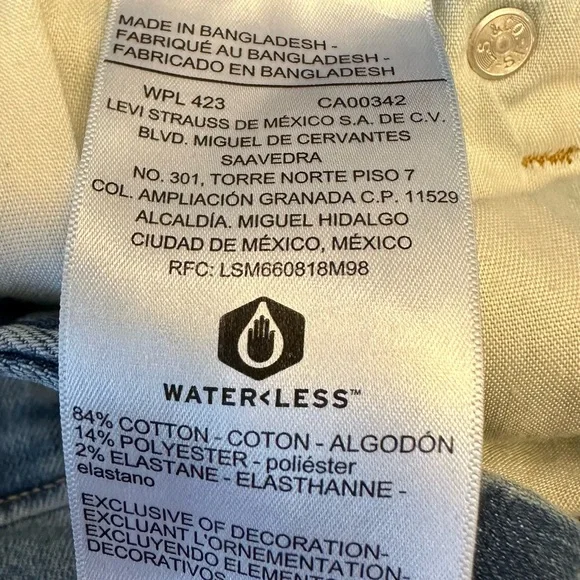 MADE IN BANGLADESH -
FABRIQUÉ AU BANGLADESH -
FABRICADO EN BANGLADESH
WPL 423 CA00342
LEVI STRAUSS DE MÉXICO S.A. DE C.V.
BLVD. MIGUEL DE CERVANTES
SAAVEDRA
NO. 301, TORRE NORTE PISO 7
COL. AMPLIACIÓN GRANADA C.P. 11529
ALCALDÍA. MIGUEL HIDALGO
CIUDAD DE MÉXICO, MÉXICO
RFC: LSM660818M98
WATER<LESS™
84% COTTON - COTON - ALGODÓN
14% POLYESTER - poliéster
2% ELASTANE - ELASTHANNE -
elastano
EXCLUSIVE OF DECORATION-
EXCLUANT L'ORNEMENTATION-
EXCLUYENDO ELEMENTOS
DECORATIVOS